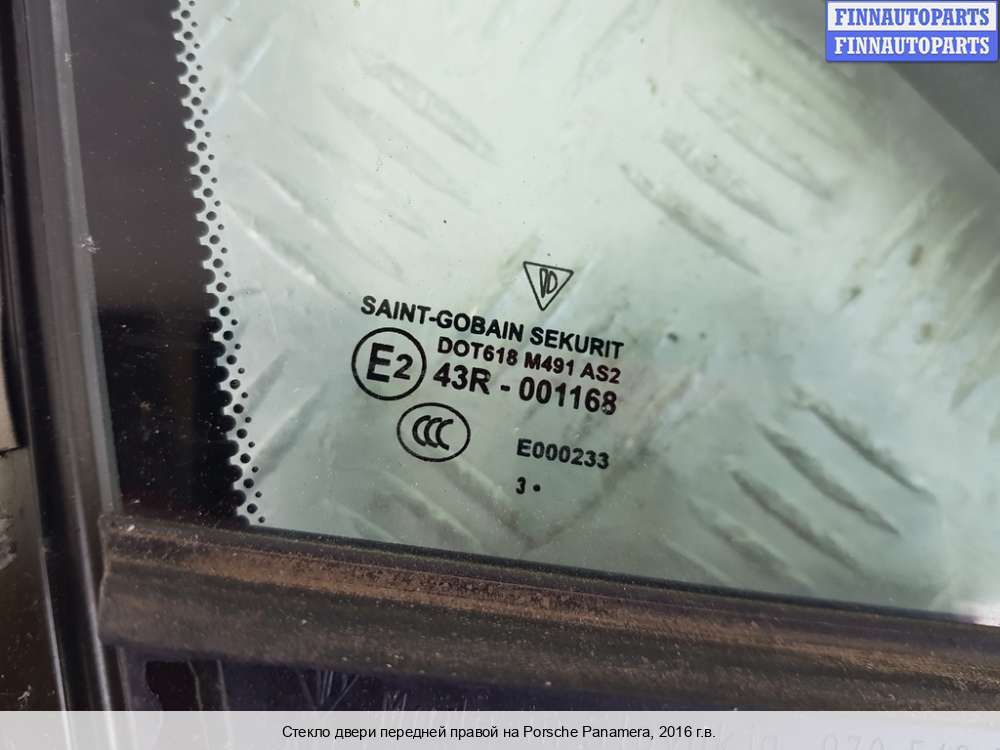 FINNAUTOPARTS
FINNAUTOPARTS
SAINT-GOBAIN SEKURIT
DOT618 M491 AS2
E2
43R - 001168
CCC
E000233
3 •
Стекло двери передней правой на Porsche Panamera, 2016 г.в.